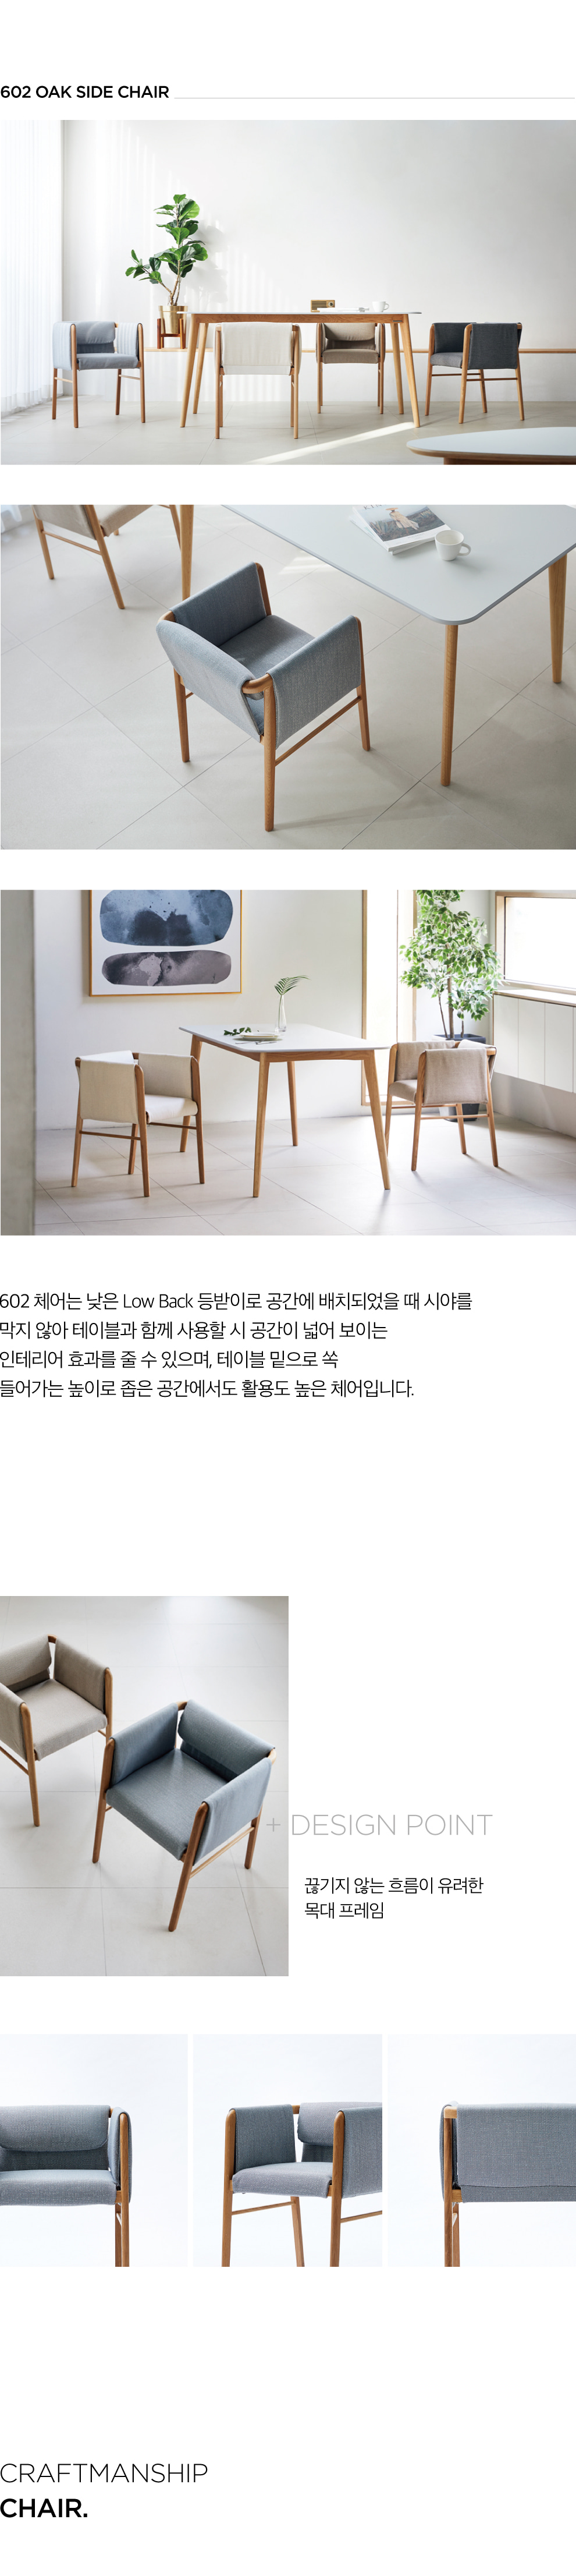 602 OAK SIDE CHAIR
602 체어는 낮은 Low Back 등받이로 공간에 배치되었을 때 시야를
막지 않아 테이블과 함께 사용할 시 공간이 넓어 보이는
인테리어 효과를 줄 수 있으며, 테이블 밑으로 쏙
들어가는 높이로 좁은 공간에서도 활용도 높은 체어입니다.
+ DESIGN POINT
끊기지 않는 흐름이 유려한
목대 프레임
CRAFTMANSHIP
CHAIR.